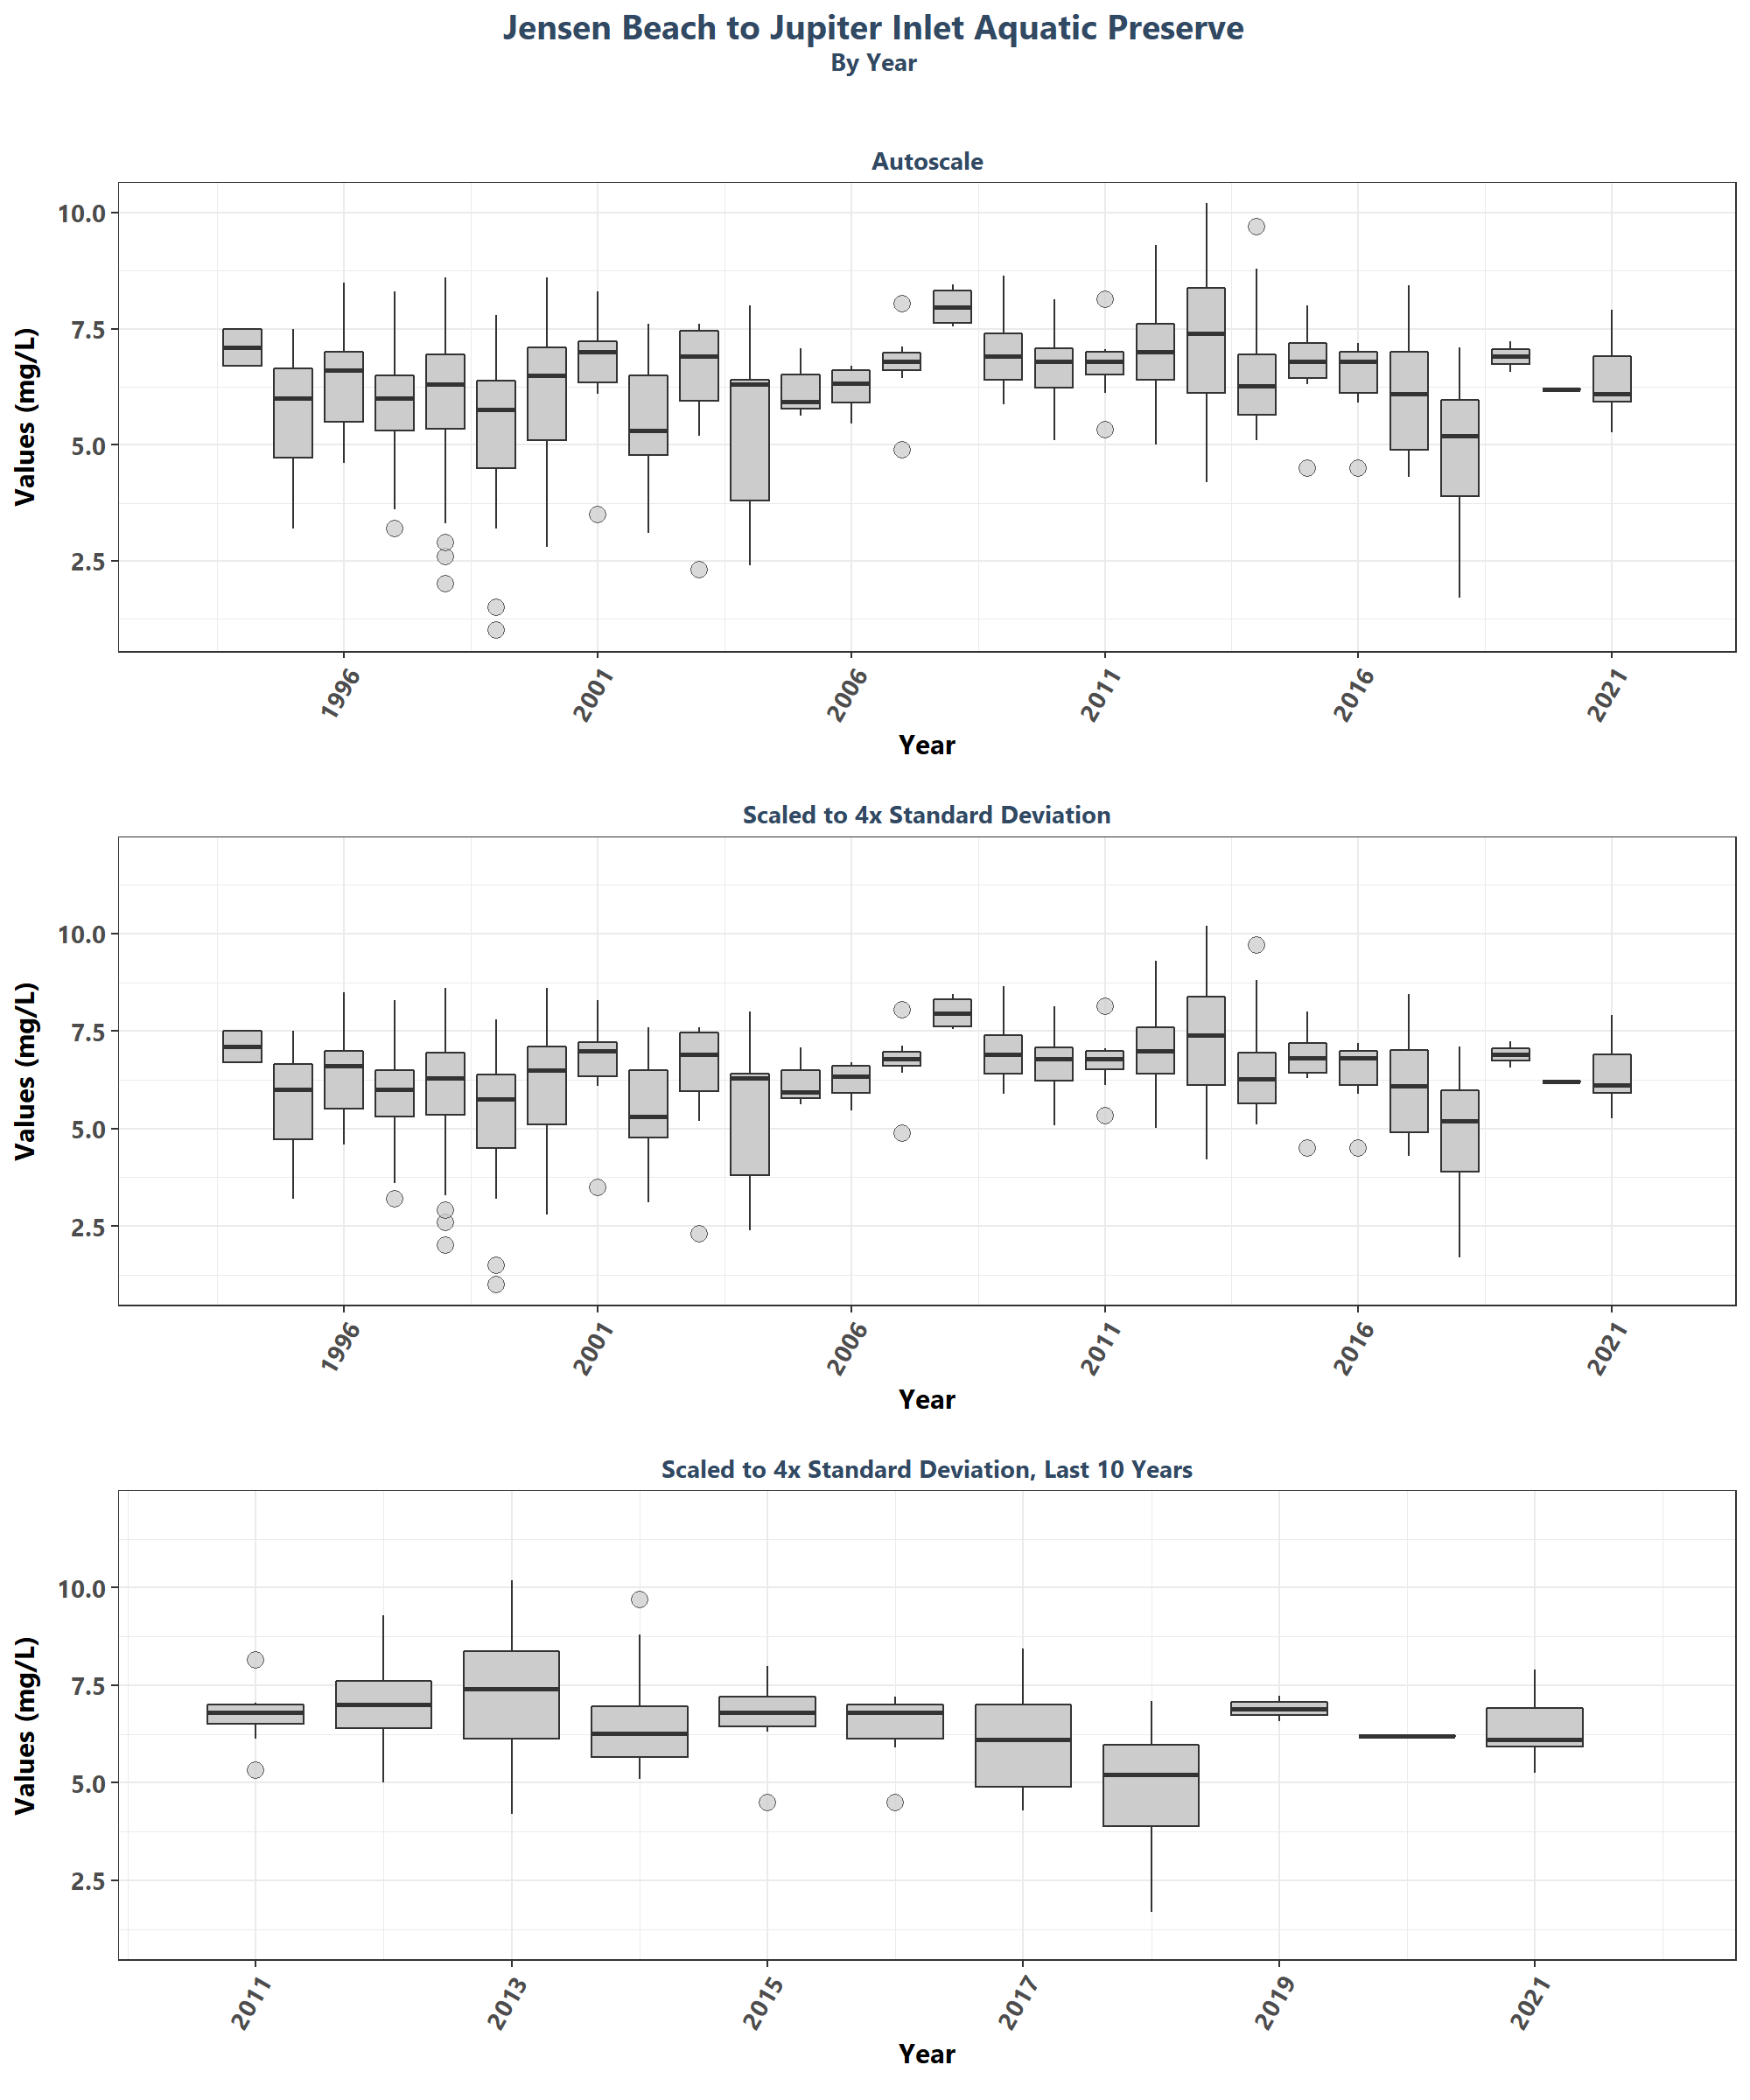 Jensen Beach to Jupiter Inlet Aquatic Preserve
By Year
Autoscale
Values (mg/L)
10.0
7.5
5.0
2.5
1996 2001 2006 2011 2016 2021
Year
Scaled to 4x Standard Deviation
Values (mg/L)
10.0
7.5
5.0
2.5
1996 2001 2006 2011 2016 2021
Year
Scaled to 4x Standard Deviation, Last 10 Years
Values (mg/L)
10.0
7.5
5.0
2.5
2011 2013 2015 2017 2019 2021
Year